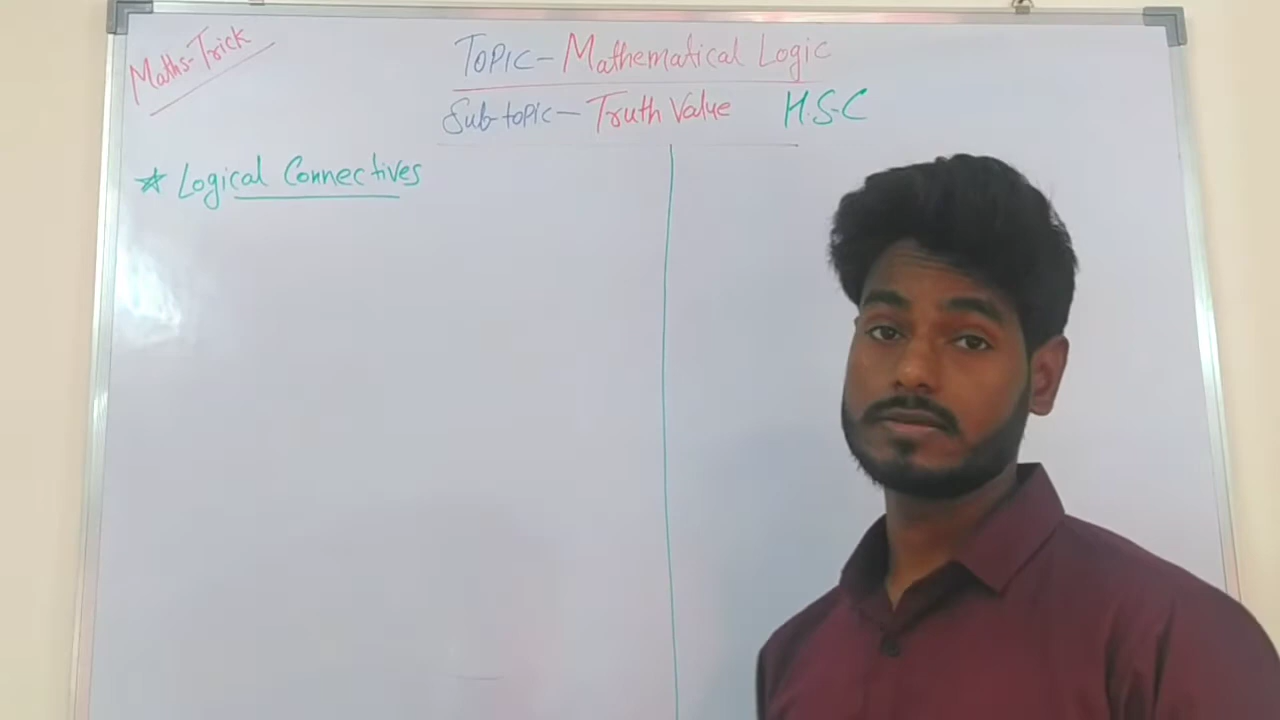 Maths-Trick
Topic - Mathematical Logic
Sub-topic - Truth Value H.S.C
* Logical Connectives